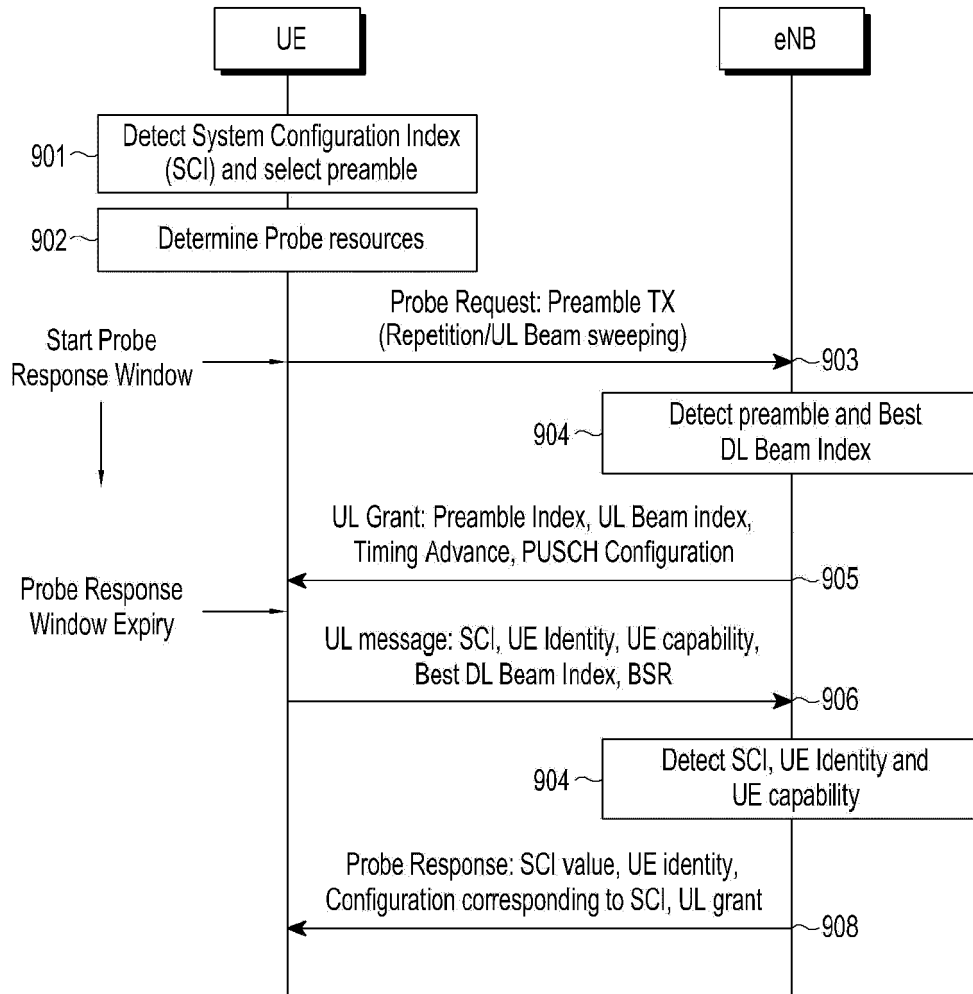 UE
eNB
Detect System Configuration Index
(SCI) and select preamble
901
Determine Probe resources
902
Probe Request: Preamble TX
(Repetition/UL Beam sweeping)
Start Probe
Response Window
903
Detect preamble and Best
DL Beam Index
904
UL Grant: Preamble Index, UL Beam index,
Timing Advance, PUSCH Configuration
905
Probe Response
Window Expiry
UL message: SCI, UE Identity, UE capability,
Best DL Beam Index, BSR
906
Detect SCI, UE Identity and
UE capability
904
Probe Response: SCI value, UE identity,
Configuration corresponding to SCI, UL grant
908